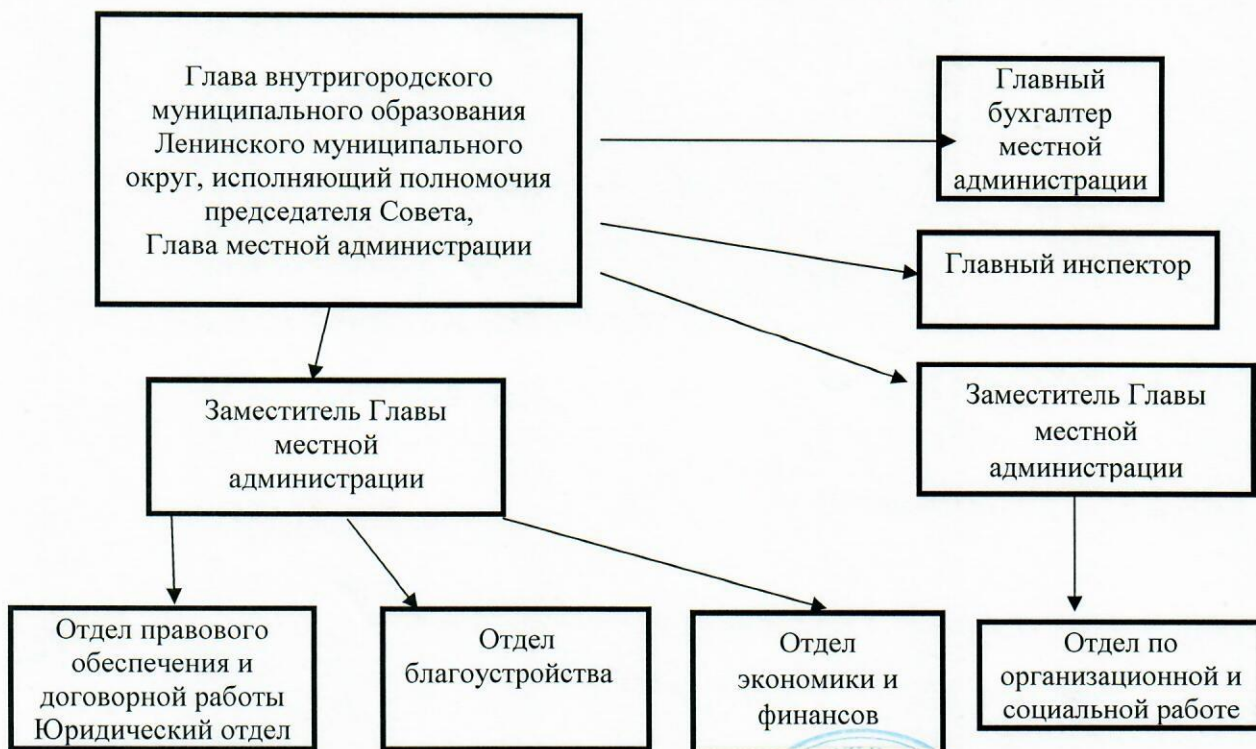 Глава внутригородского
муниципального образования
Ленинского муниципального
округ, исполняющий полномочия
председателя Совета,
Глава местной администрации
Главный
бухгалтер
местной
администрации
Главный инспектор
Заместитель Главы
местной
администрации
Заместитель Главы
местной
администрации
Отдел правового
обеспечения и
договорной работы
Юридический отдел
Отдел
благоустройства
Отдел
экономики и
финансов
Отдел по
организационной и
социальной работе